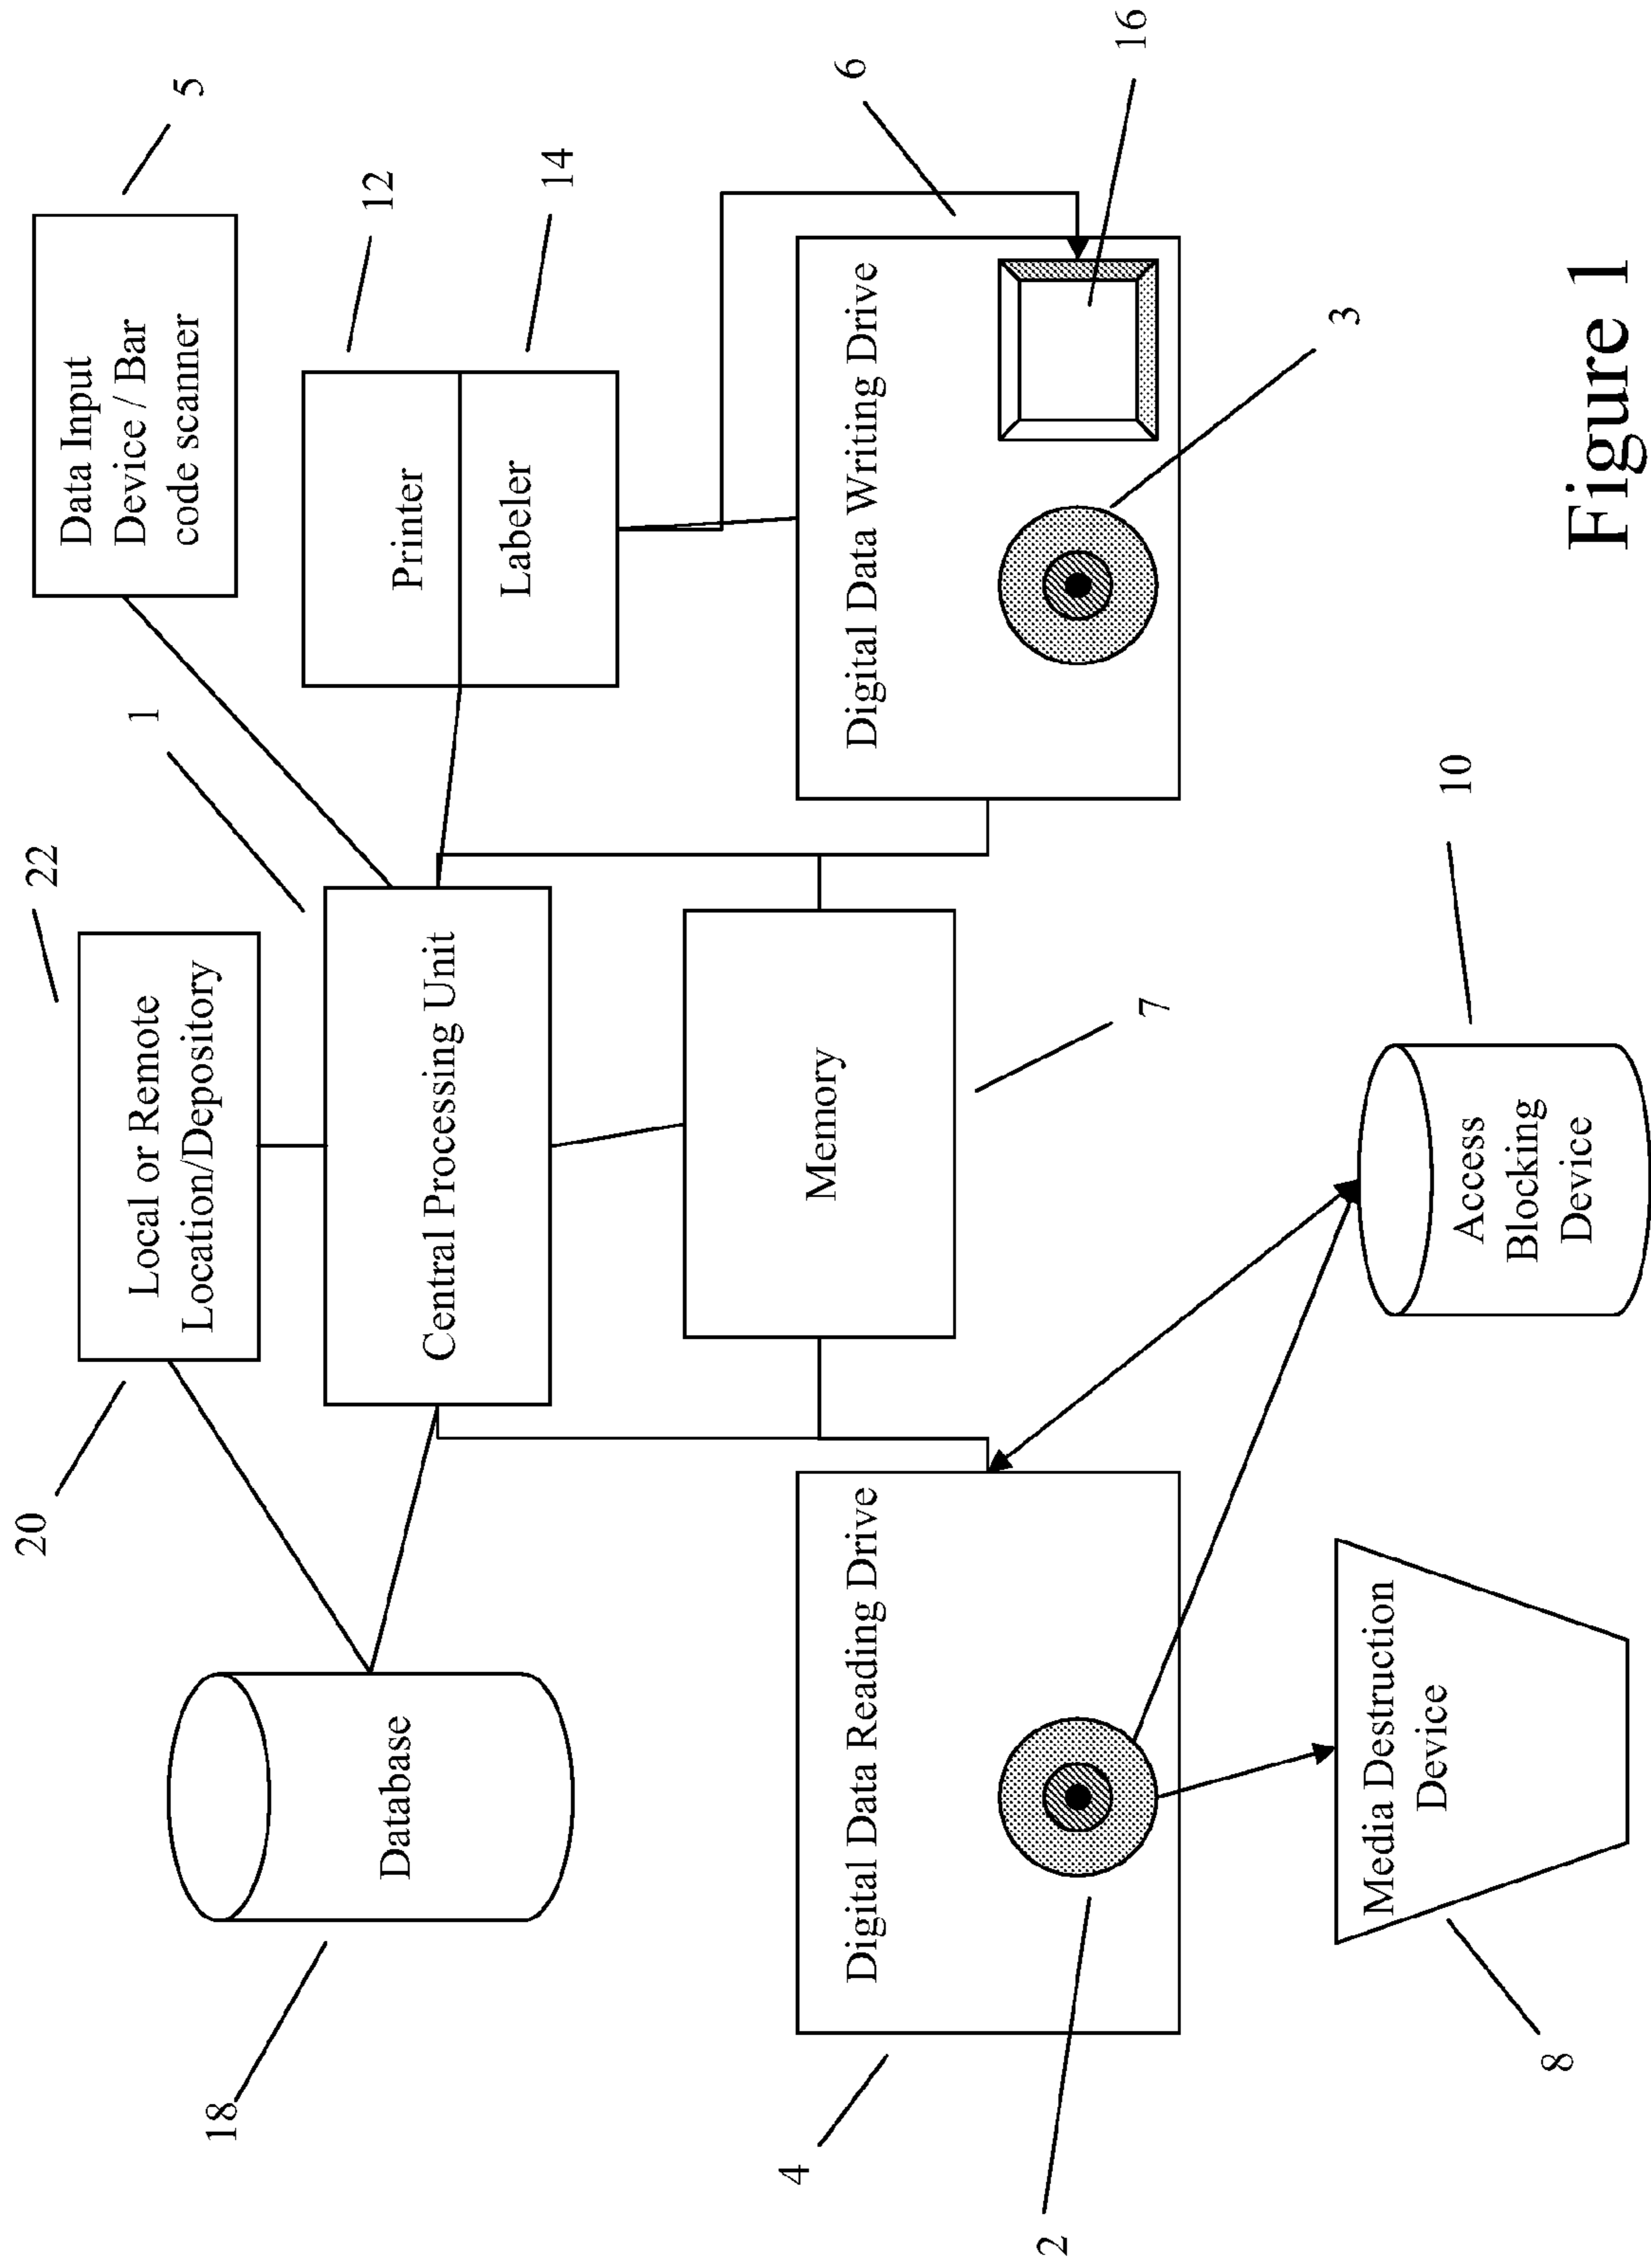 20
22
5
Local or Remote
Location/Depository
Data Input
Device / Bar
code scanner
1
18
12
Database
Central Processing Unit
Printer
14
Labeler
4
6
Digital Data Reading Drive
Memory
Digital Data Writing Drive
2
7
16
3
Media Destruction
Device
8
Access
Blocking
Device
10
Figure 1